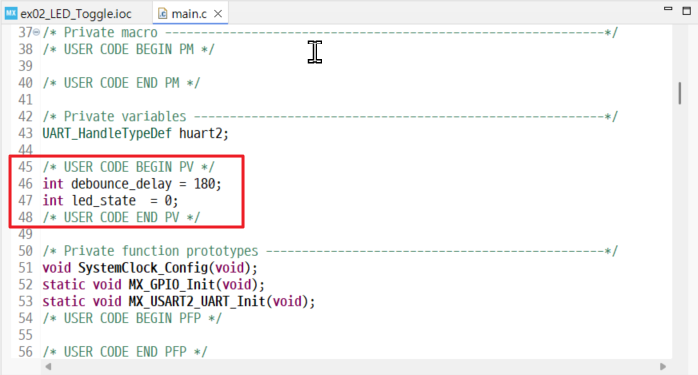 MX ex02_LED_Toggle.ioc main.c
37 /* Private macro -------------------------------------------------------------*/
38 /* USER CODE BEGIN PM */
39
40 /* USER CODE END PM */
41
42 /* Private variables ---------------------------------------------------------*/
43 UART_HandleTypeDef huart2;
44
45 /* USER CODE BEGIN PV */
46 int debounce_delay = 180;
47 int led_state  = 0;
48 /* USER CODE END PV */
49
50 /* Private function prototypes -----------------------------------------------*/
51 void SystemClock_Config(void);
52 static void MX_GPIO_Init(void);
53 static void MX_USART2_UART_Init(void);
54 /* USER CODE BEGIN PFP */
55
56 /* USER CODE END PFP */